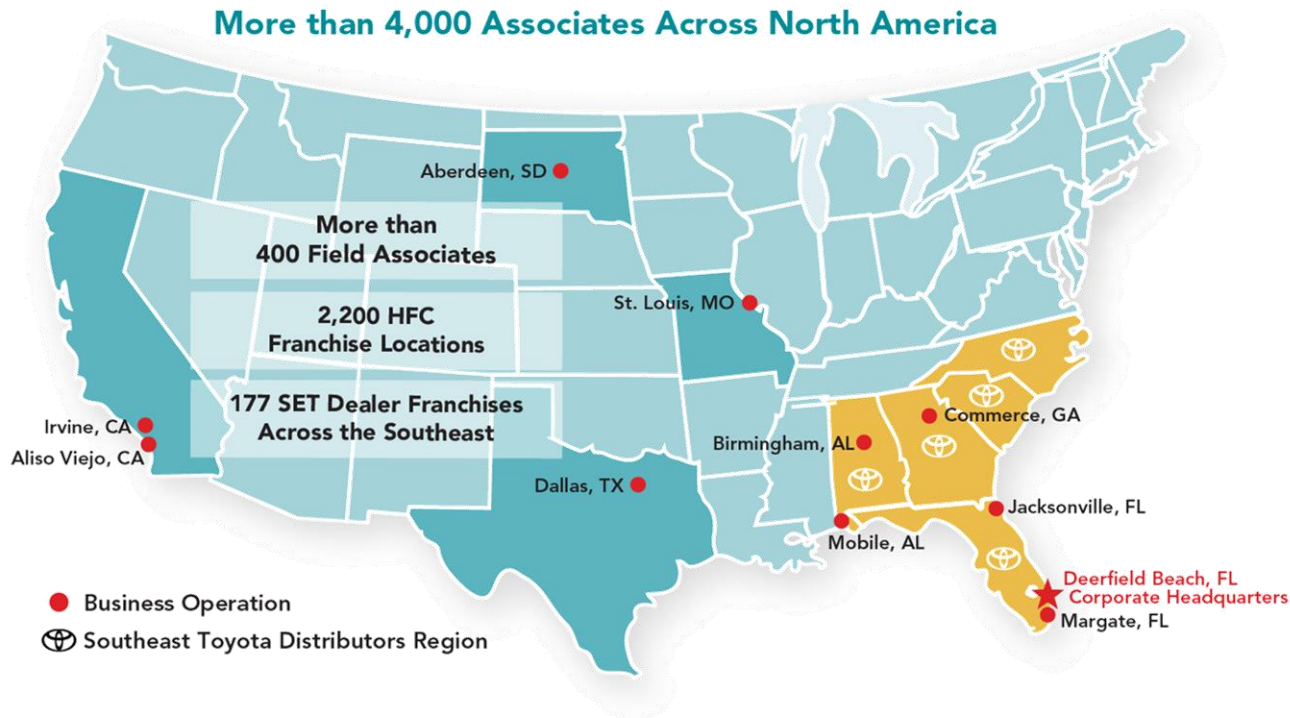 More than 4,000 Associates Across North America
Aberdeen, SD
More than
400 Field Associates
St. Louis, MO
2,200 HFC
Franchise Locations
177 SET Dealer Franchises
Across the Southeast
Commerce, GA
Irvine, CA
Birmingham, AL
Aliso Viejo, CA
Dallas, TX
Jacksonville, FL
Mobile, AL
Deerfield Beach, FL
Corporate Headquarters
Margate, FL
Business Operation
Southeast Toyota Distributors Region